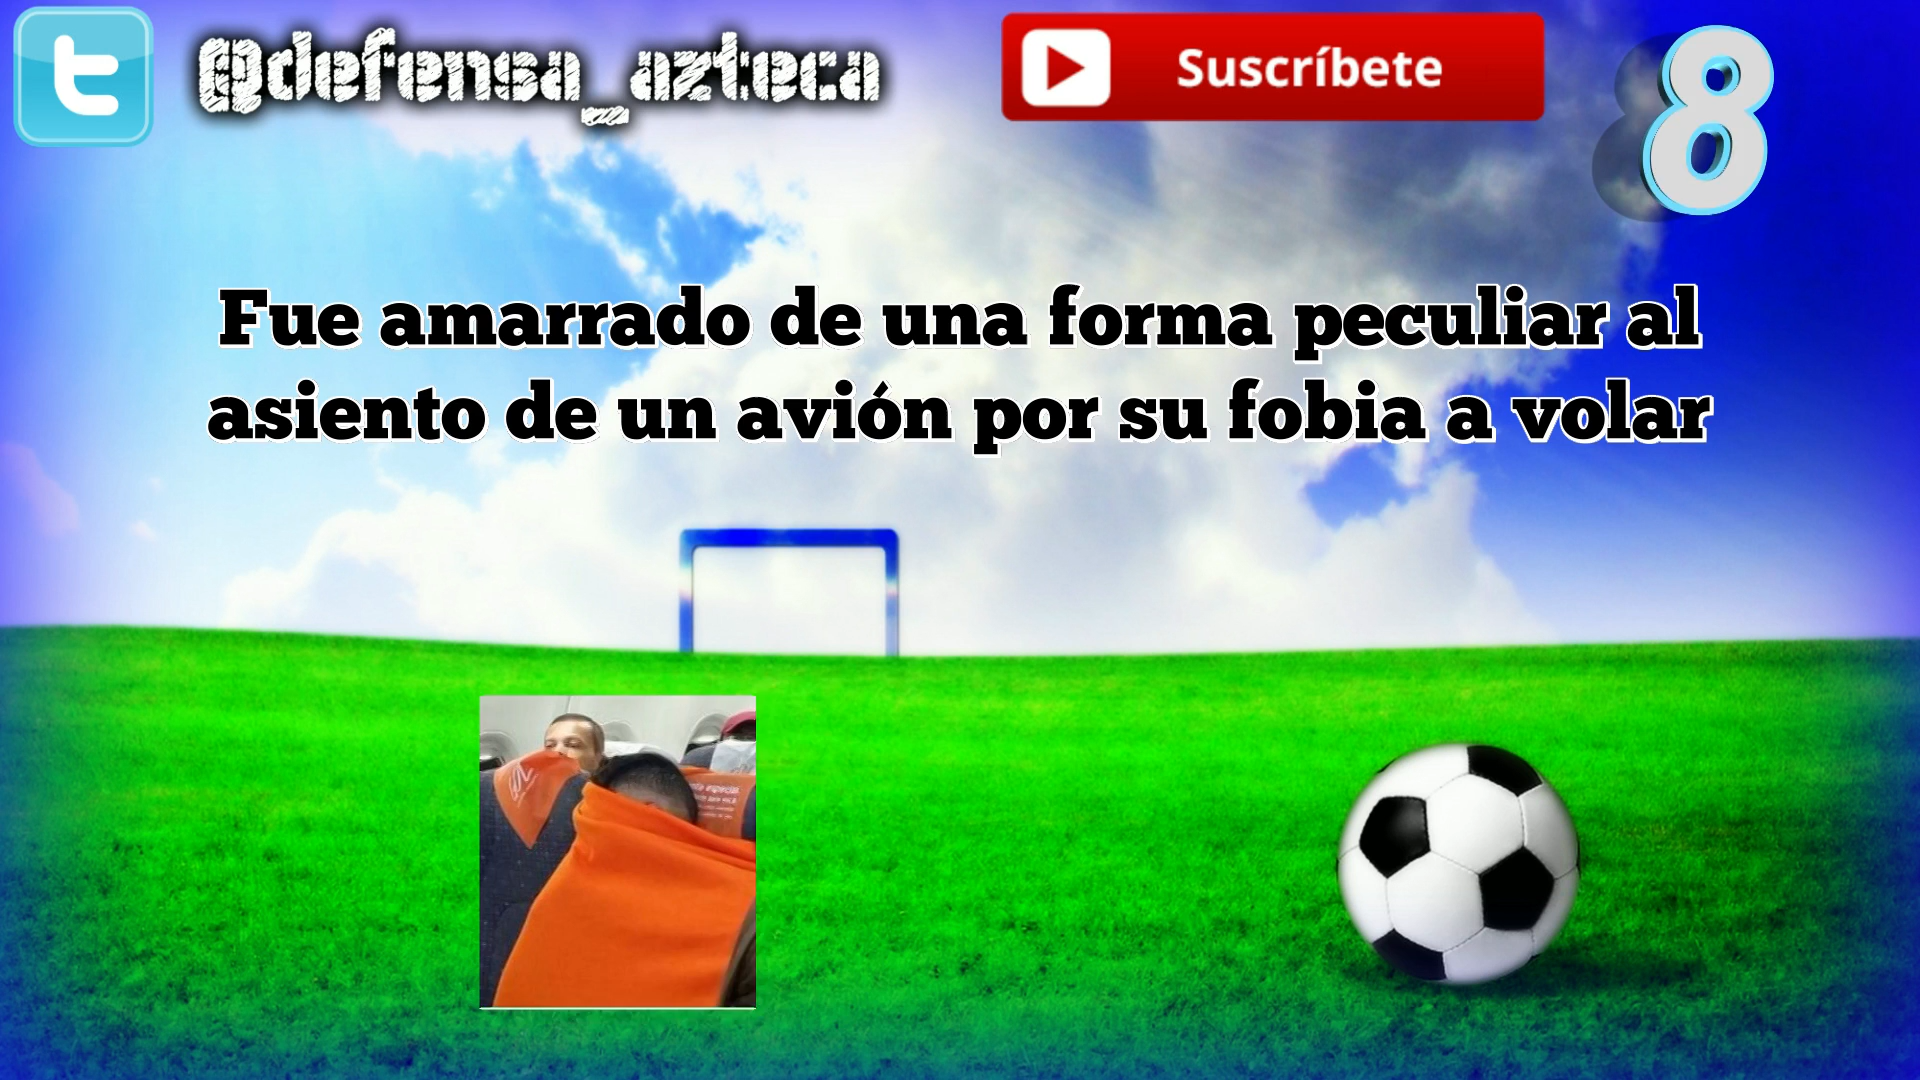 @defensa_azteca
Suscríbete
8
Fue amarrado de una forma peculiar al
asiento de un avión por su fobia a volar